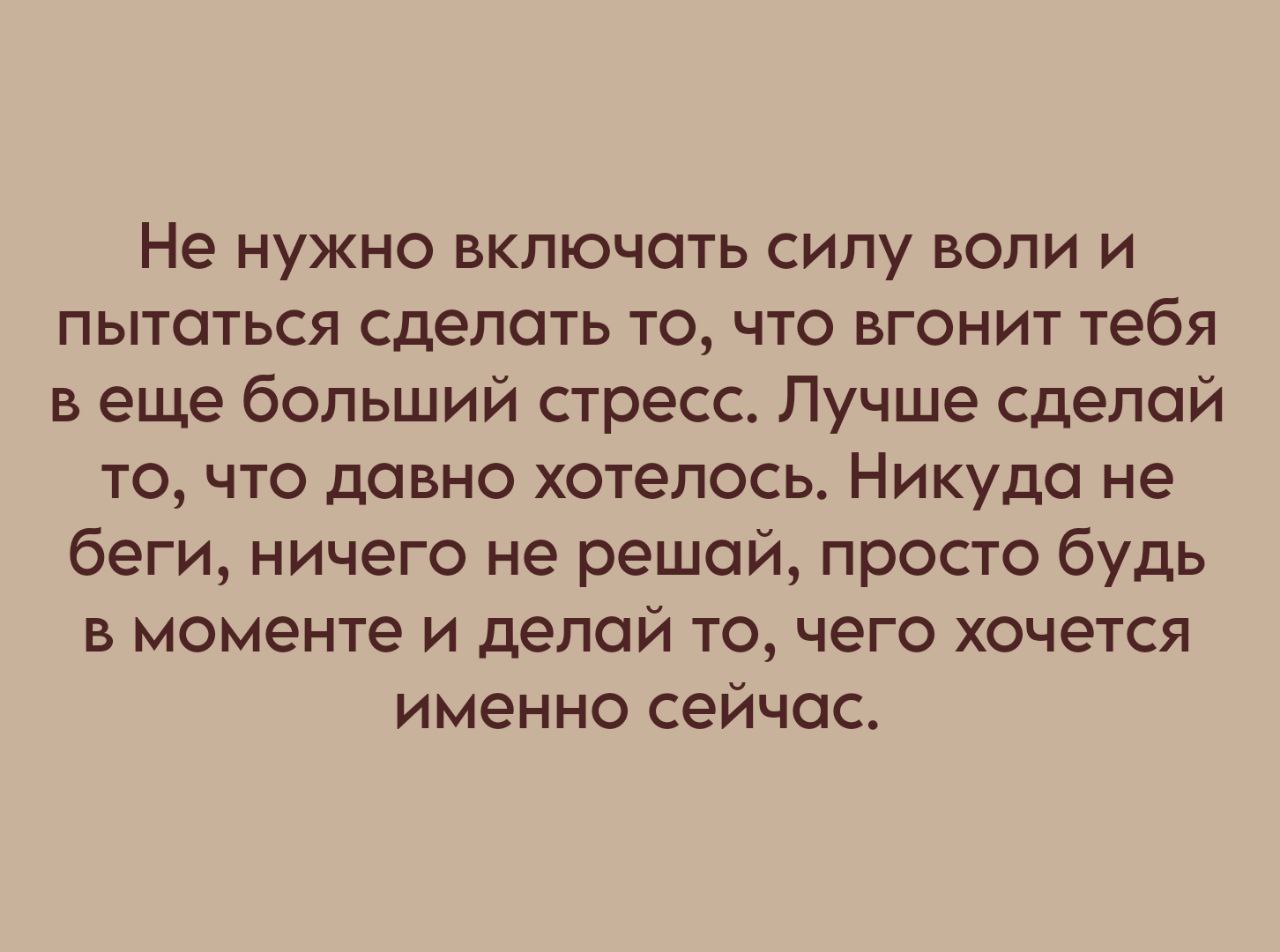 Не нужно включать силу воли и
пытаться сделать то, что вгонит тебя
в еще больший стресс. Лучше сделай
то, что давно хотелось. Никуда не
беги, ничего не решай, просто будь
в моменте и делай то, чего хочется
именно сейчас.